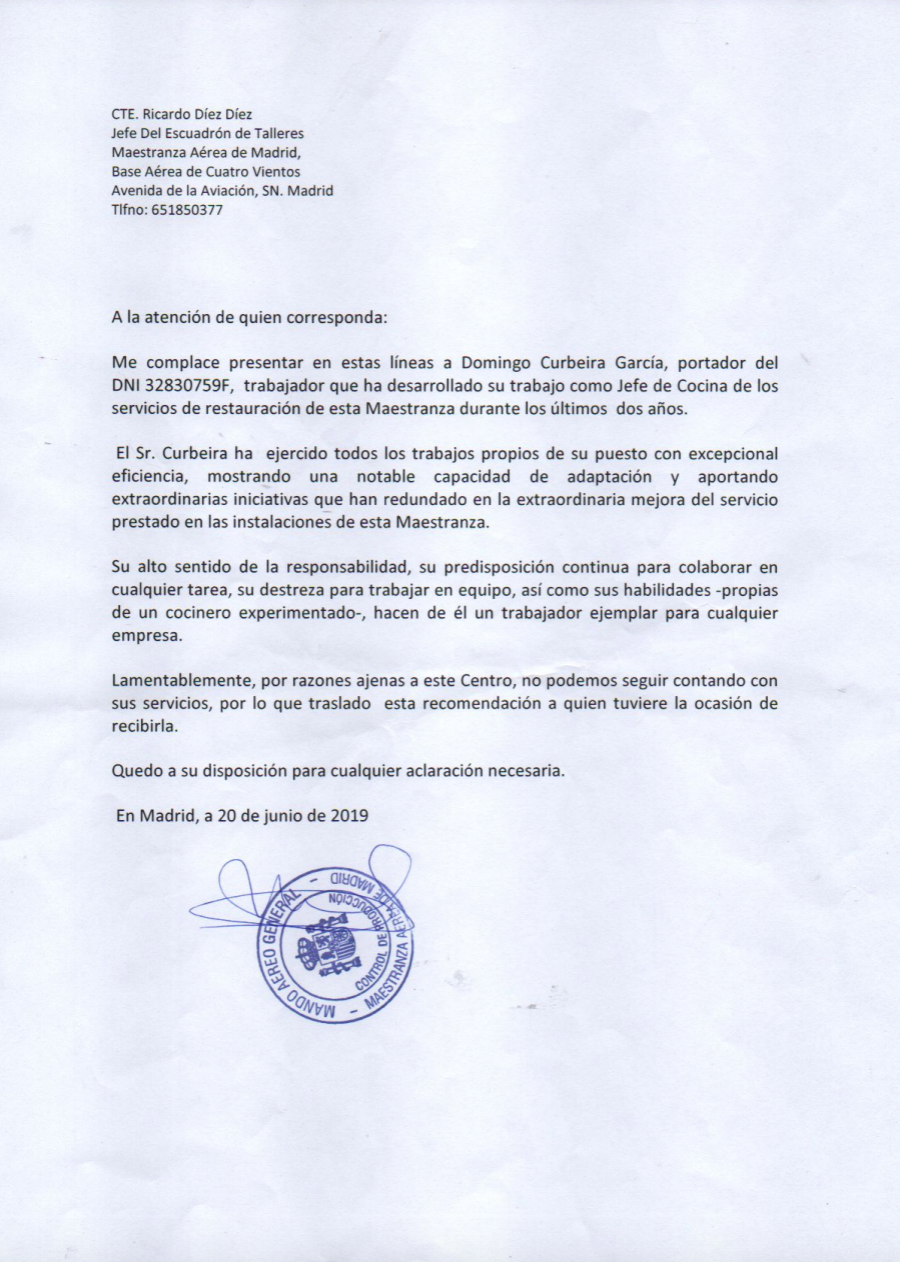 CTE. Ricardo Díez Díez
Jefe Del Escuadrón de Talleres
Maestranza Aérea de Madrid,
Base Aérea de Cuatro Vientos
Avenida de la Aviación, SN. Madrid
Tlfno: 651850377
A la atención de quien corresponda:
Me complace presentar en estas líneas a Domingo Curbeira García, portador del
DNI 32830759F, trabajador que ha desarrollado su trabajo como Jefe de Cocina de los
servicios de restauración de esta Maestranza durante los últimos dos años.
El Sr. Curbeira ha ejercido todos los trabajos propios de su puesto con excepcional
eficiencia, mostrando una notable capacidad de adaptación y aportando
extraordinarias iniciativas que han redundado en la extraordinaria mejora del servicio
prestado en las instalaciones de esta Maestranza.
Su alto sentido de la responsabilidad, su predisposición continua para colaborar en
cualquier tarea, su destreza para trabajar en equipo, así como sus habilidades -propias
de un cocinero experimentado-, hacen de él un trabajador ejemplar para cualquier
empresa.
Lamentablemente, por razones ajenas a este Centro, no podemos seguir contando con
sus servicios, por lo que traslado esta recomendación a quien tuviere la ocasión de
recibirla.
Quedo a su disposición para cualquier aclaración necesaria.
En Madrid, a 20 de junio de 2019
MANDO AEREO GENERAL -
MAESTRANZA AEREA DE MADRID -
CONTROL DE PRODUCCIÓN